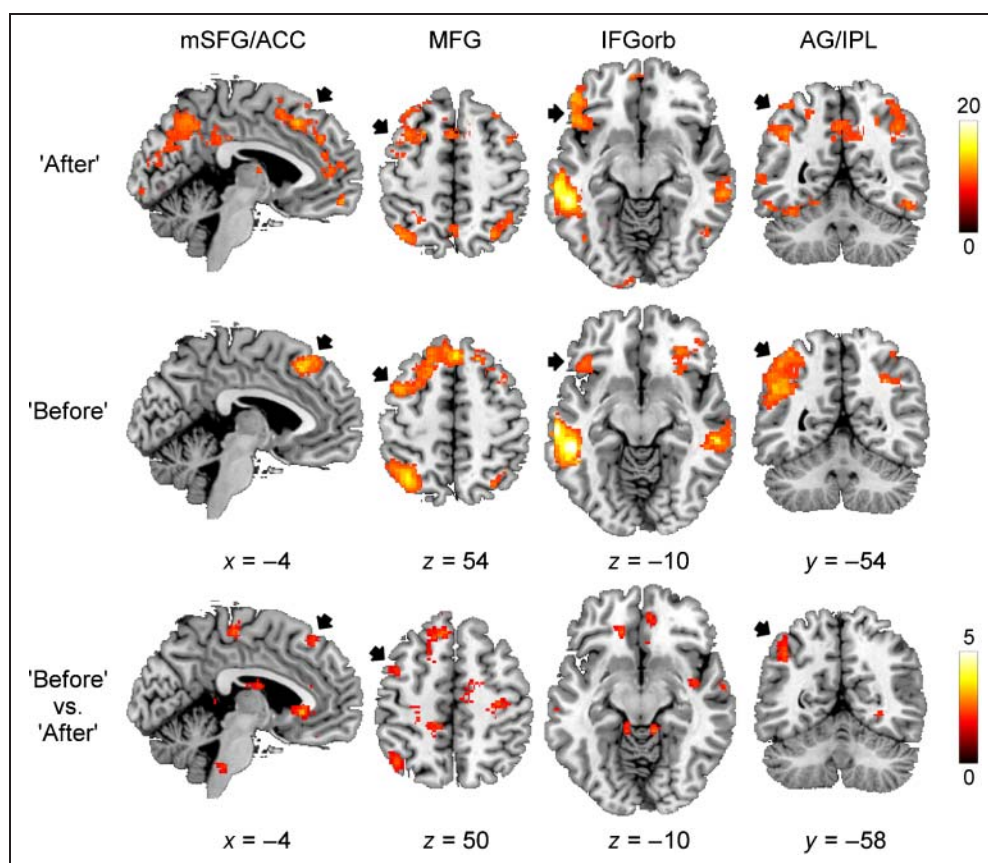 mSFG/ACC MFG IFGorb AG/IPL
'After'
20
0
'Before'
x = –4 z = 54 z = –10 y = –54
'Before'
vs.
'After'
5
0
x = –4 z = 50 z = –10 y = –58